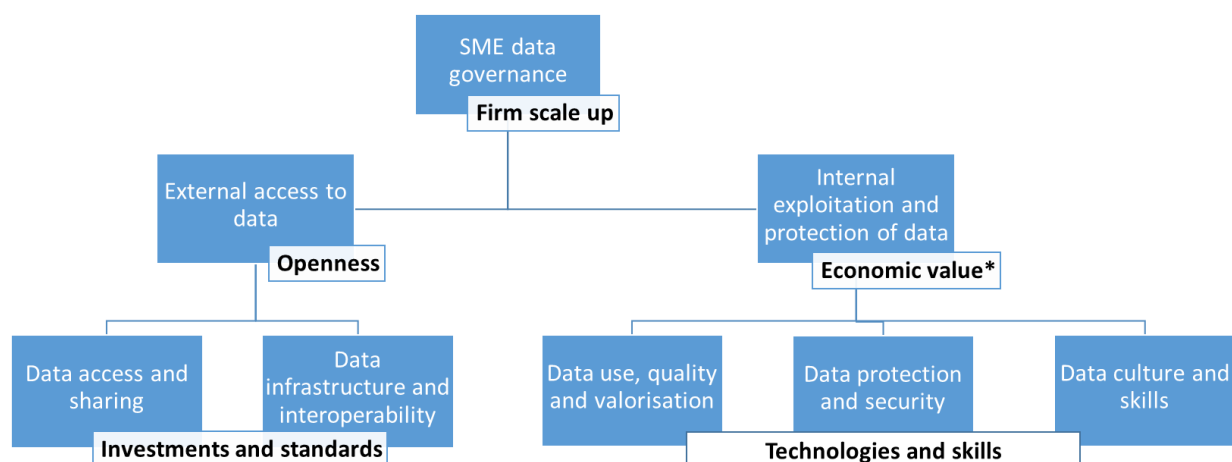 SME data
governance
Firm scale up
External access to
data
Openness
Internal
exploitation and
protection of data
Economic value*
Data access and
sharing
Data
infrastructure and
interoperability
Investments and standards
Data use, quality
and valorisation
Data protection
and security
Data culture and
skills
Technologies and skills